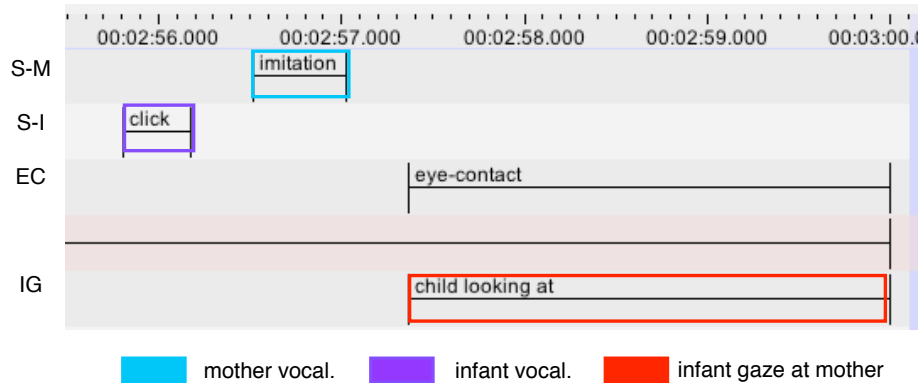 00:02:56.000 00:02:57.000 00:02:58.000 00:02:59.000 00:03:00.0
S-M imitation
S-I click
EC eye-contact
IG child looking at
mother vocal. infant vocal. infant gaze at mother